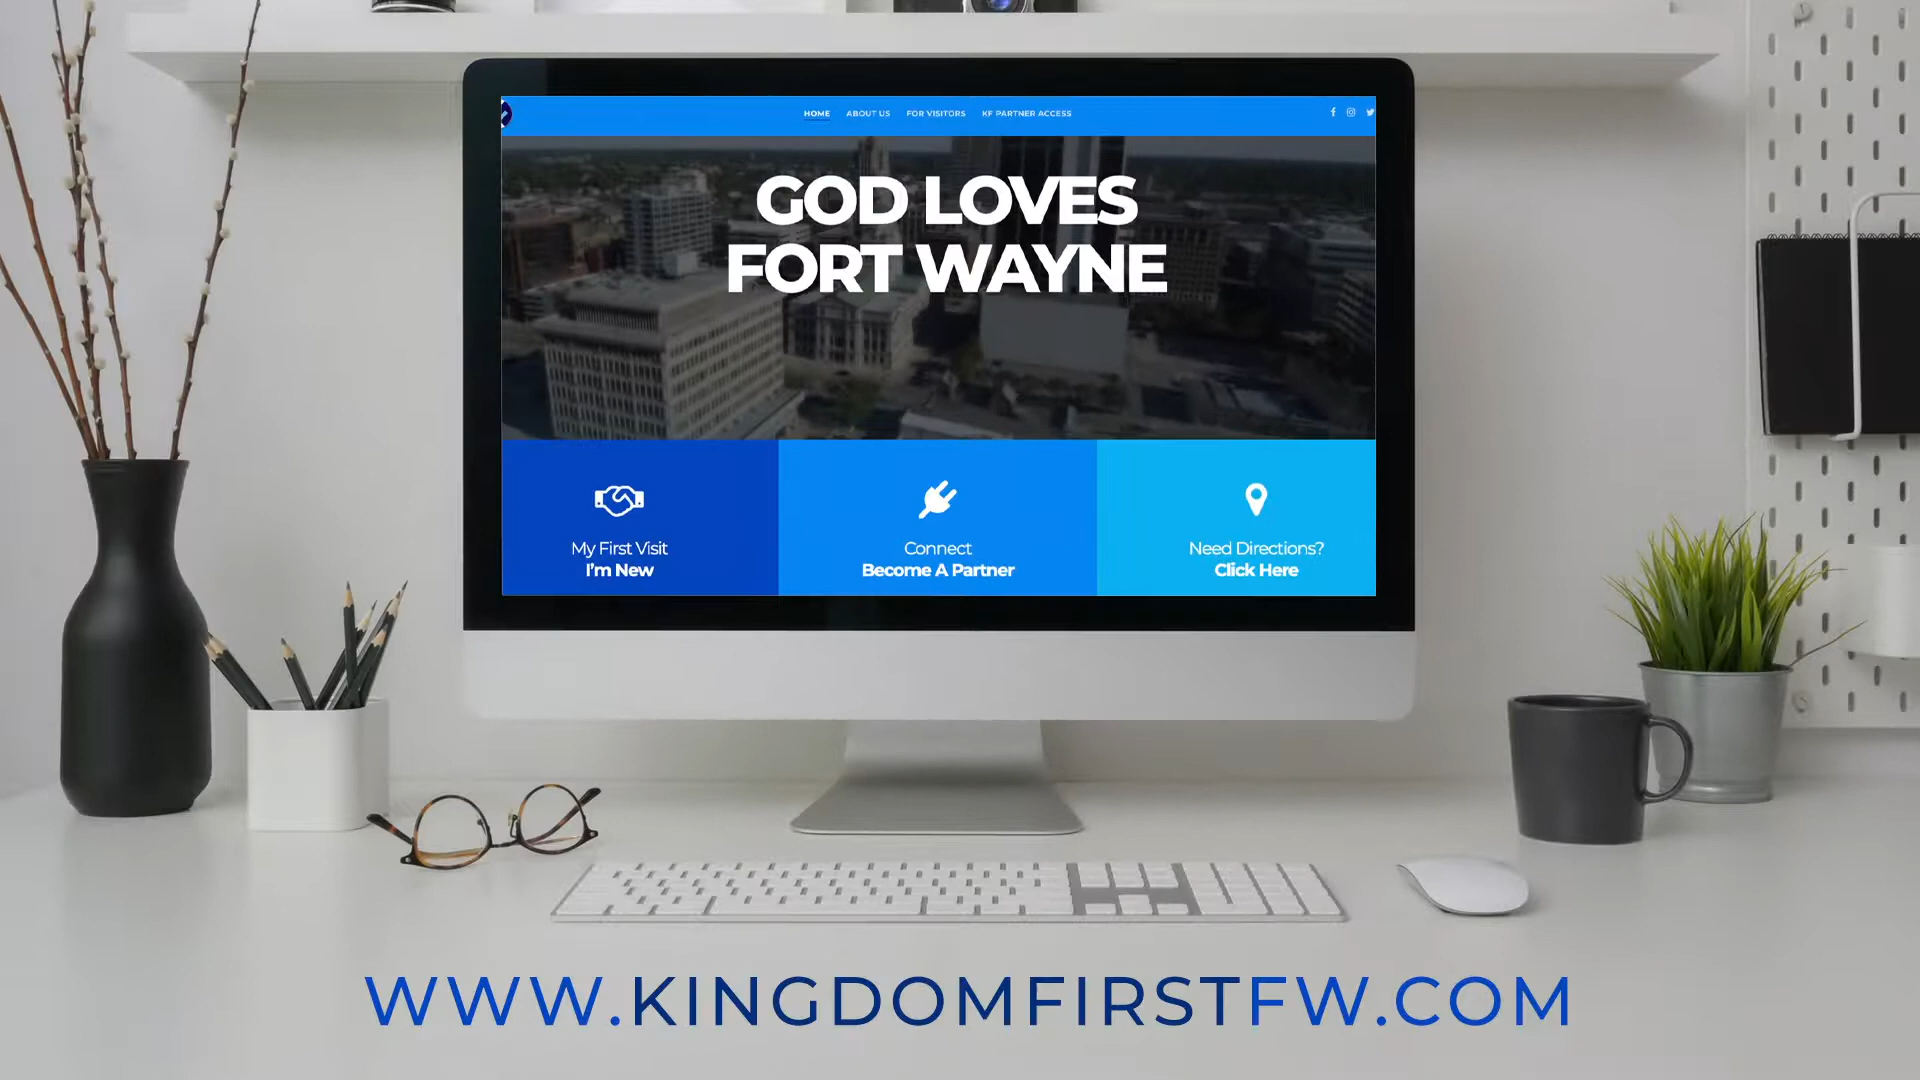 HOME ABOUT US FOR VISITORS KF PARTNER ACCESS
GOD LOVES
FORT WAYNE
My First Visit
I'm New
Connect
Become A Partner
Need Directions?
Click Here
WWW.KINGDOMFIRSTFW.COM